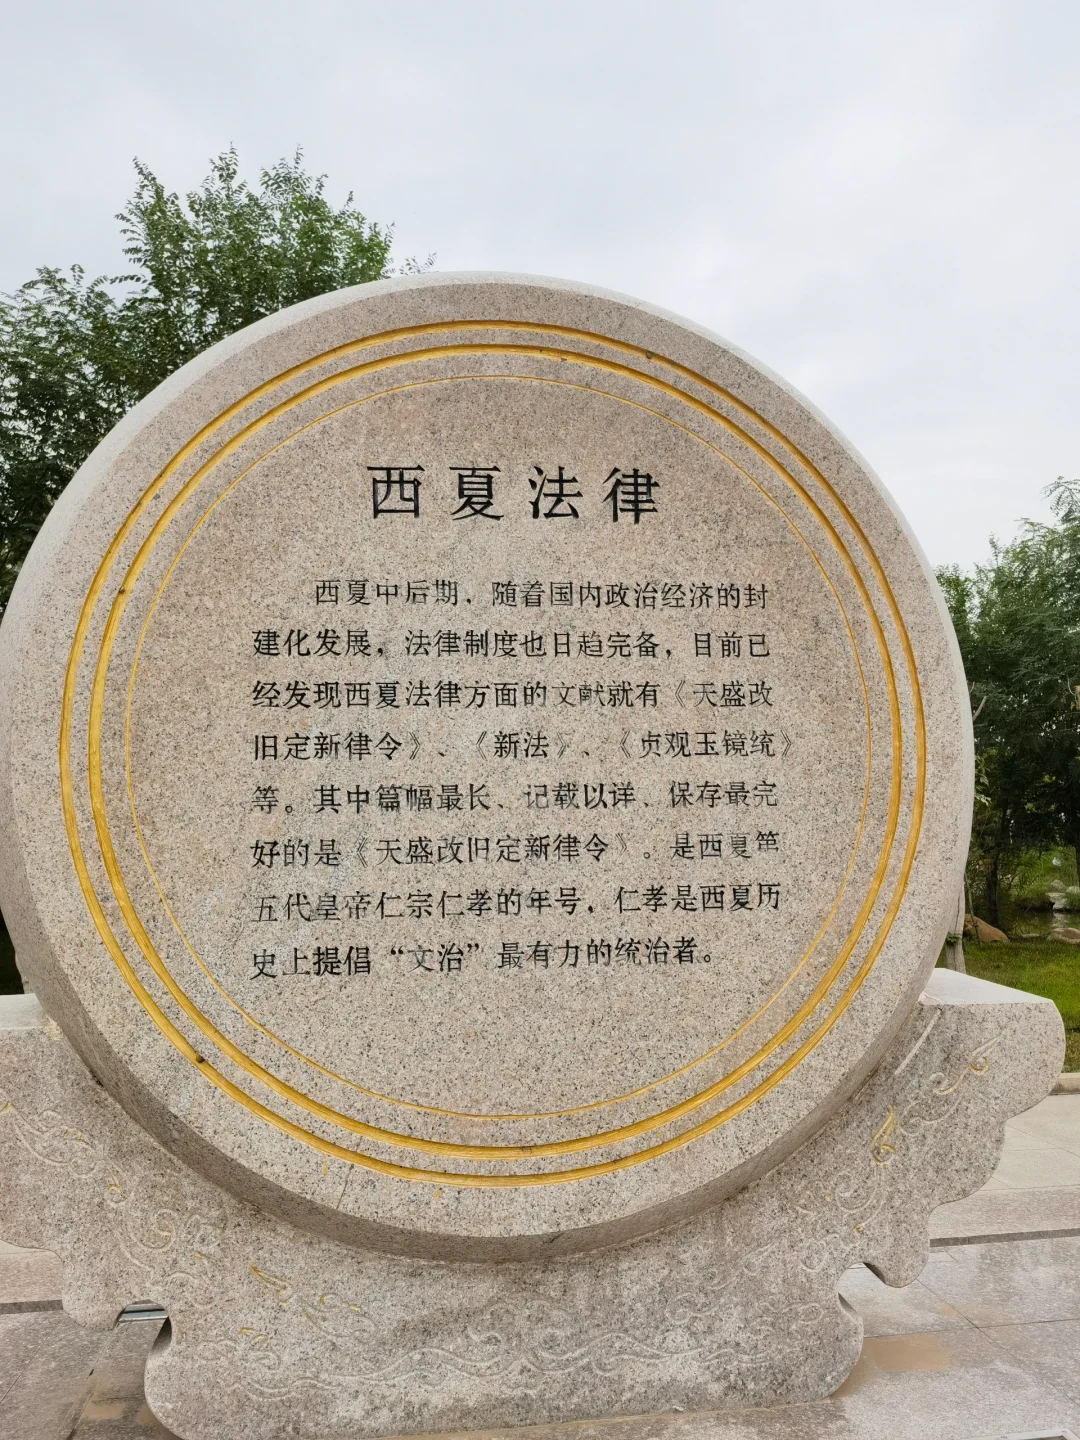 西夏法律
西夏中后期，随着国内政治经济的封
建化发展，法律制度也日趋完备，目前已
经发现西夏法律方面的文献就有《天盛改
旧定新律令》、《新法》、《贞观玉镜统》
等。其中篇幅最长、记载以详、保存最完
好的是《天盛改旧定新律令》。是西夏第
五代皇帝仁宗仁孝的年号，仁孝是西夏历
史上提倡“文治”最有力的统治者。